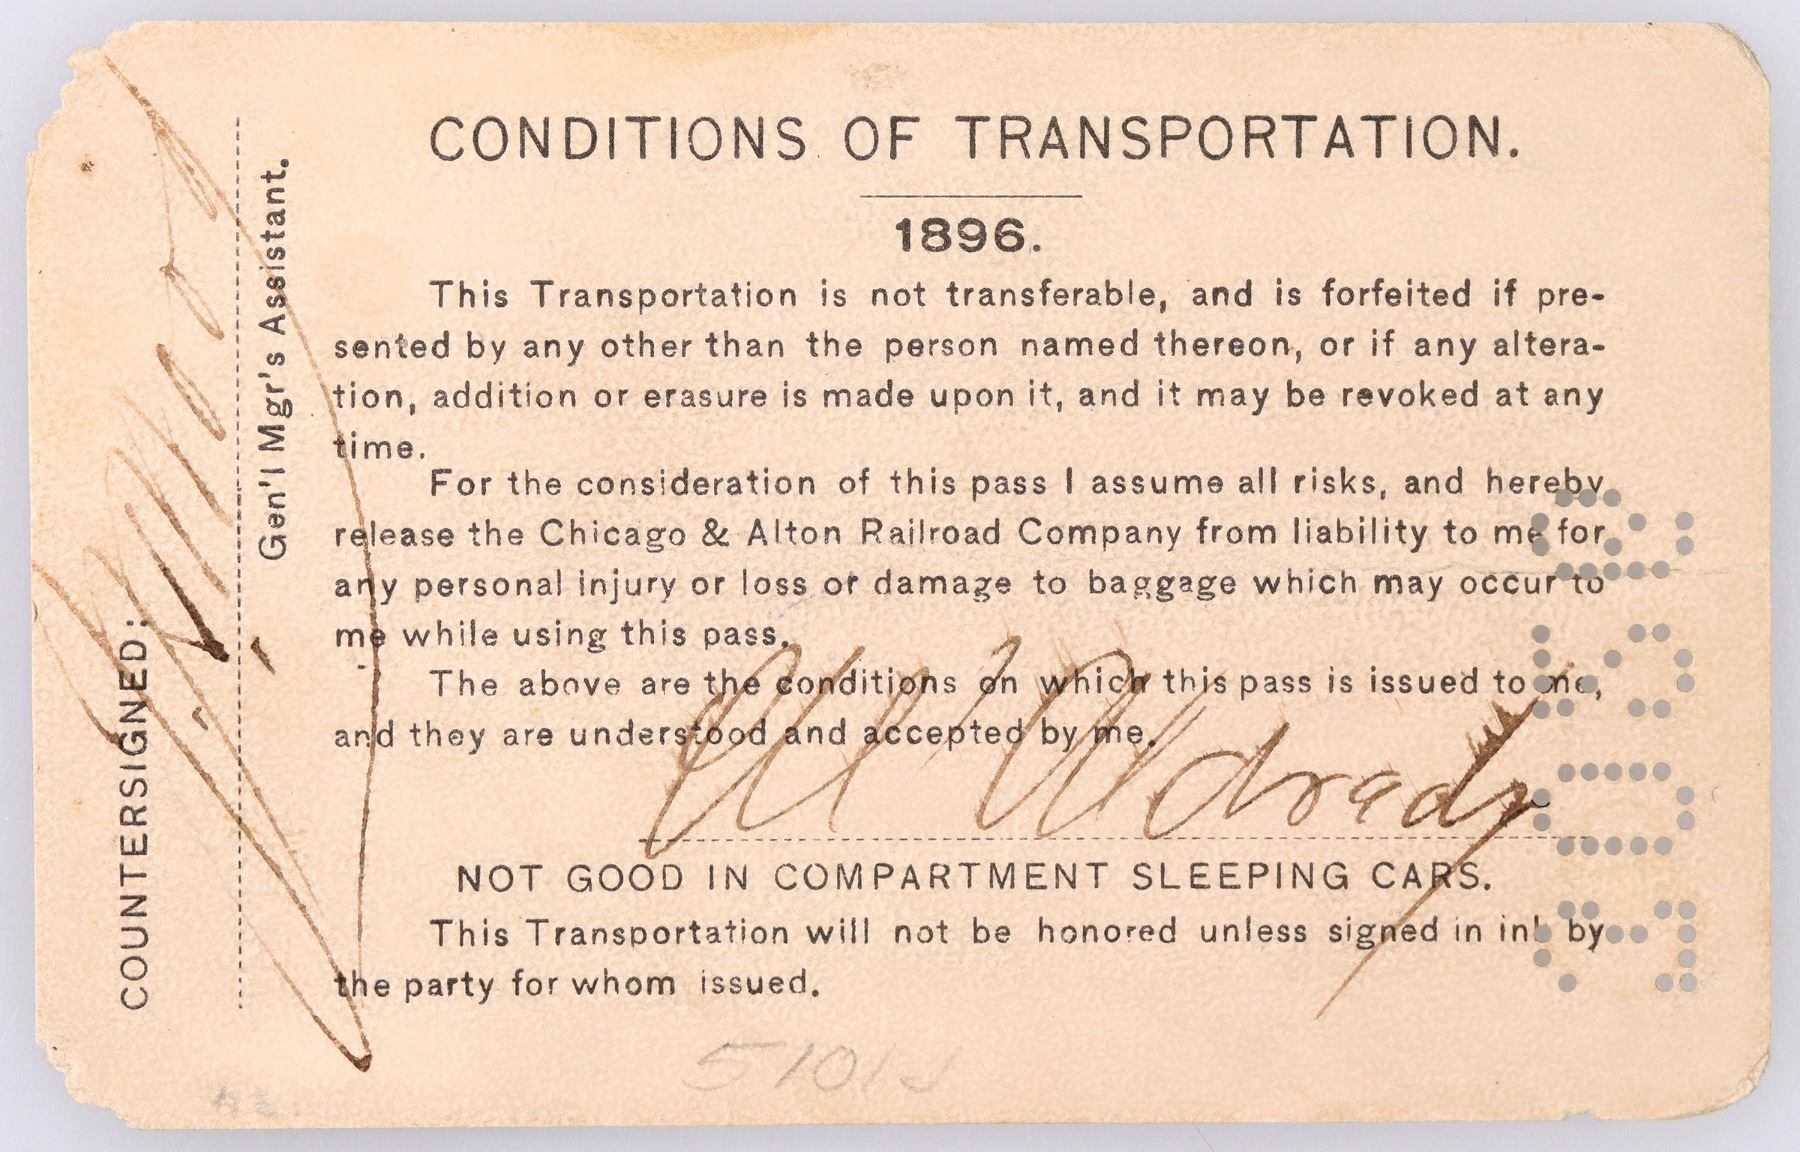 CONDITIONS OF TRANSPORTATION.
1896.
This Transportation is not transferable, and is forfeited if pre-
sented by any other than the person named thereon, or if any altera-
tion, addition or erasure is made upon it, and it may be revoked at any
time.
For the consideration of this pass I assume all risks, and hereby
release the Chicago & Alton Railroad Company from liability to me for
any personal injury or loss or damage to baggage which may occur to
me while using this pass.
The above are the conditions on which this pass is issued to me,
and they are understood and accepted by me.
NOT GOOD IN COMPARTMENT SLEEPING CARS.
This Transportation will not be honored unless signed in ink by
the party for whom issued.
COUNTERSIGNED:
Gen'l Mgr's Assistant.